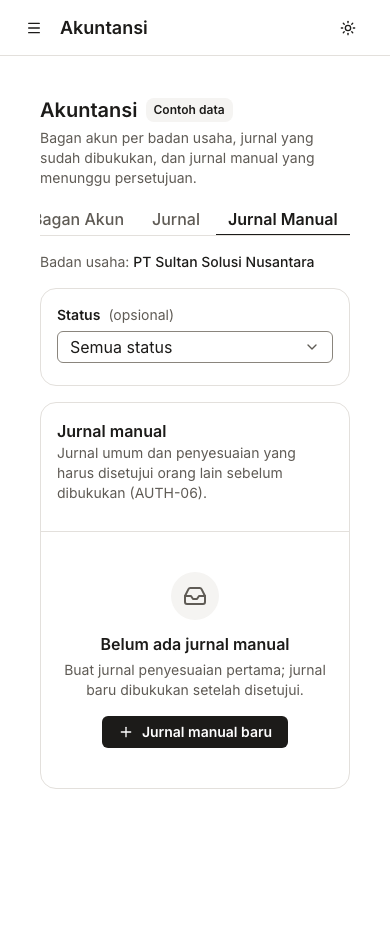 Akuntansi
Akuntansi
Contoh data
Bagan akun per badan usaha, jurnal yang
sudah dibukukan, dan jurnal manual yang
menunggu persetujuan.
Bagan Akun
Jurnal
Jurnal Manual
Badan usaha: PT Sultan Solusi Nusantara
Status (opsional)
Semua status
Jurnal manual
Jurnal umum dan penyesuaian yang
harus disetujui orang lain sebelum
dibukukan (AUTH-06).
Belum ada jurnal manual
Buat jurnal penyesuaian pertama; jurnal
baru dibukukan setelah disetujui.
Jurnal manual baru